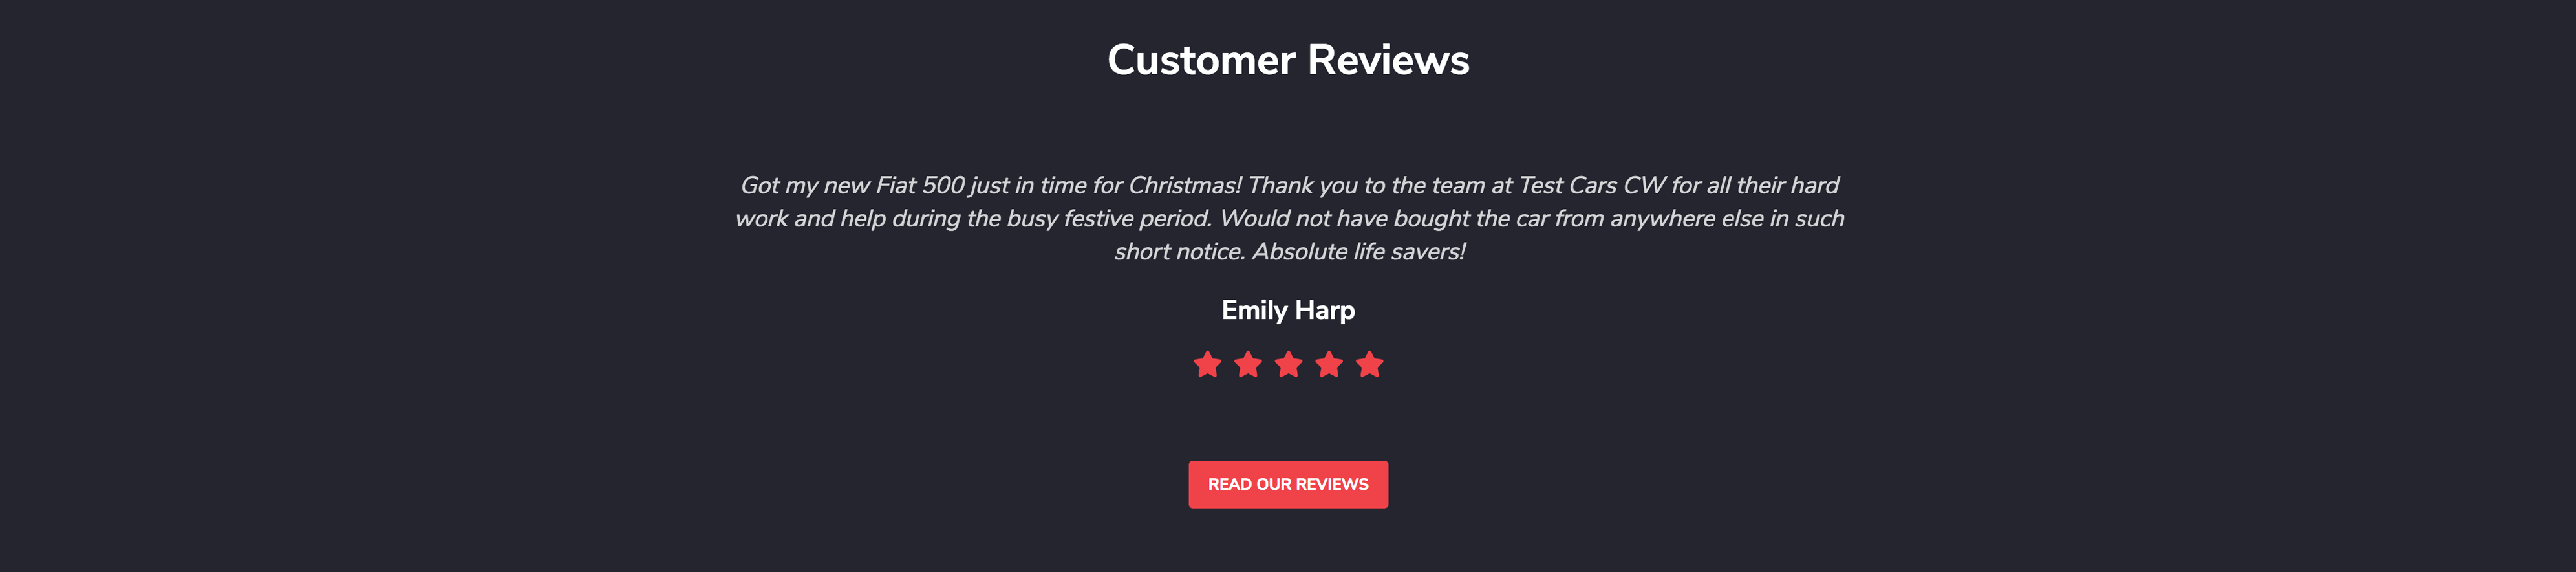 Customer Reviews
Got my new Fiat 500 just in time for Christmas! Thank you to the team at Test Cars CW for all their hard
work and help during the busy festive period. Would not have bought the car from anywhere else in such
short notice. Absolute life savers!
Emily Harp
READ OUR REVIEWS